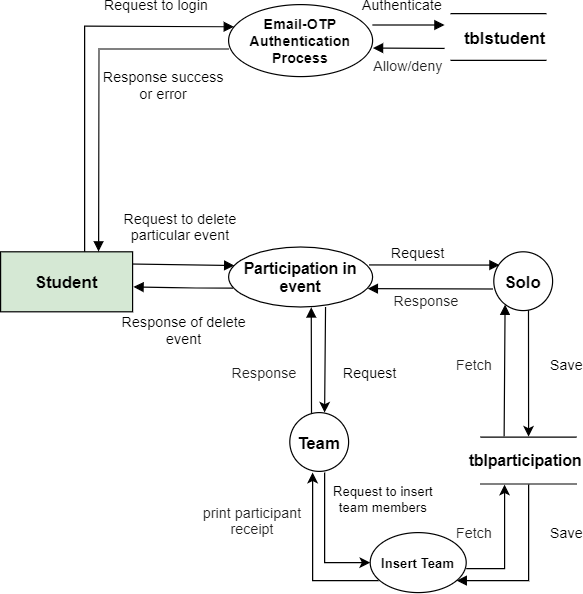 Request to login
Email-OTP
Authentication
Process
Authenticate
tblstudent
Allow/deny
Response success
or error
Request to delete
particular event
Student
Participation in
event
Request
Solo
Response
Response of delete
event
Response
Request
Fetch
Save
Team
tblparticipation
Request to insert
team members
print participant
receipt
Fetch
Save
Insert Team